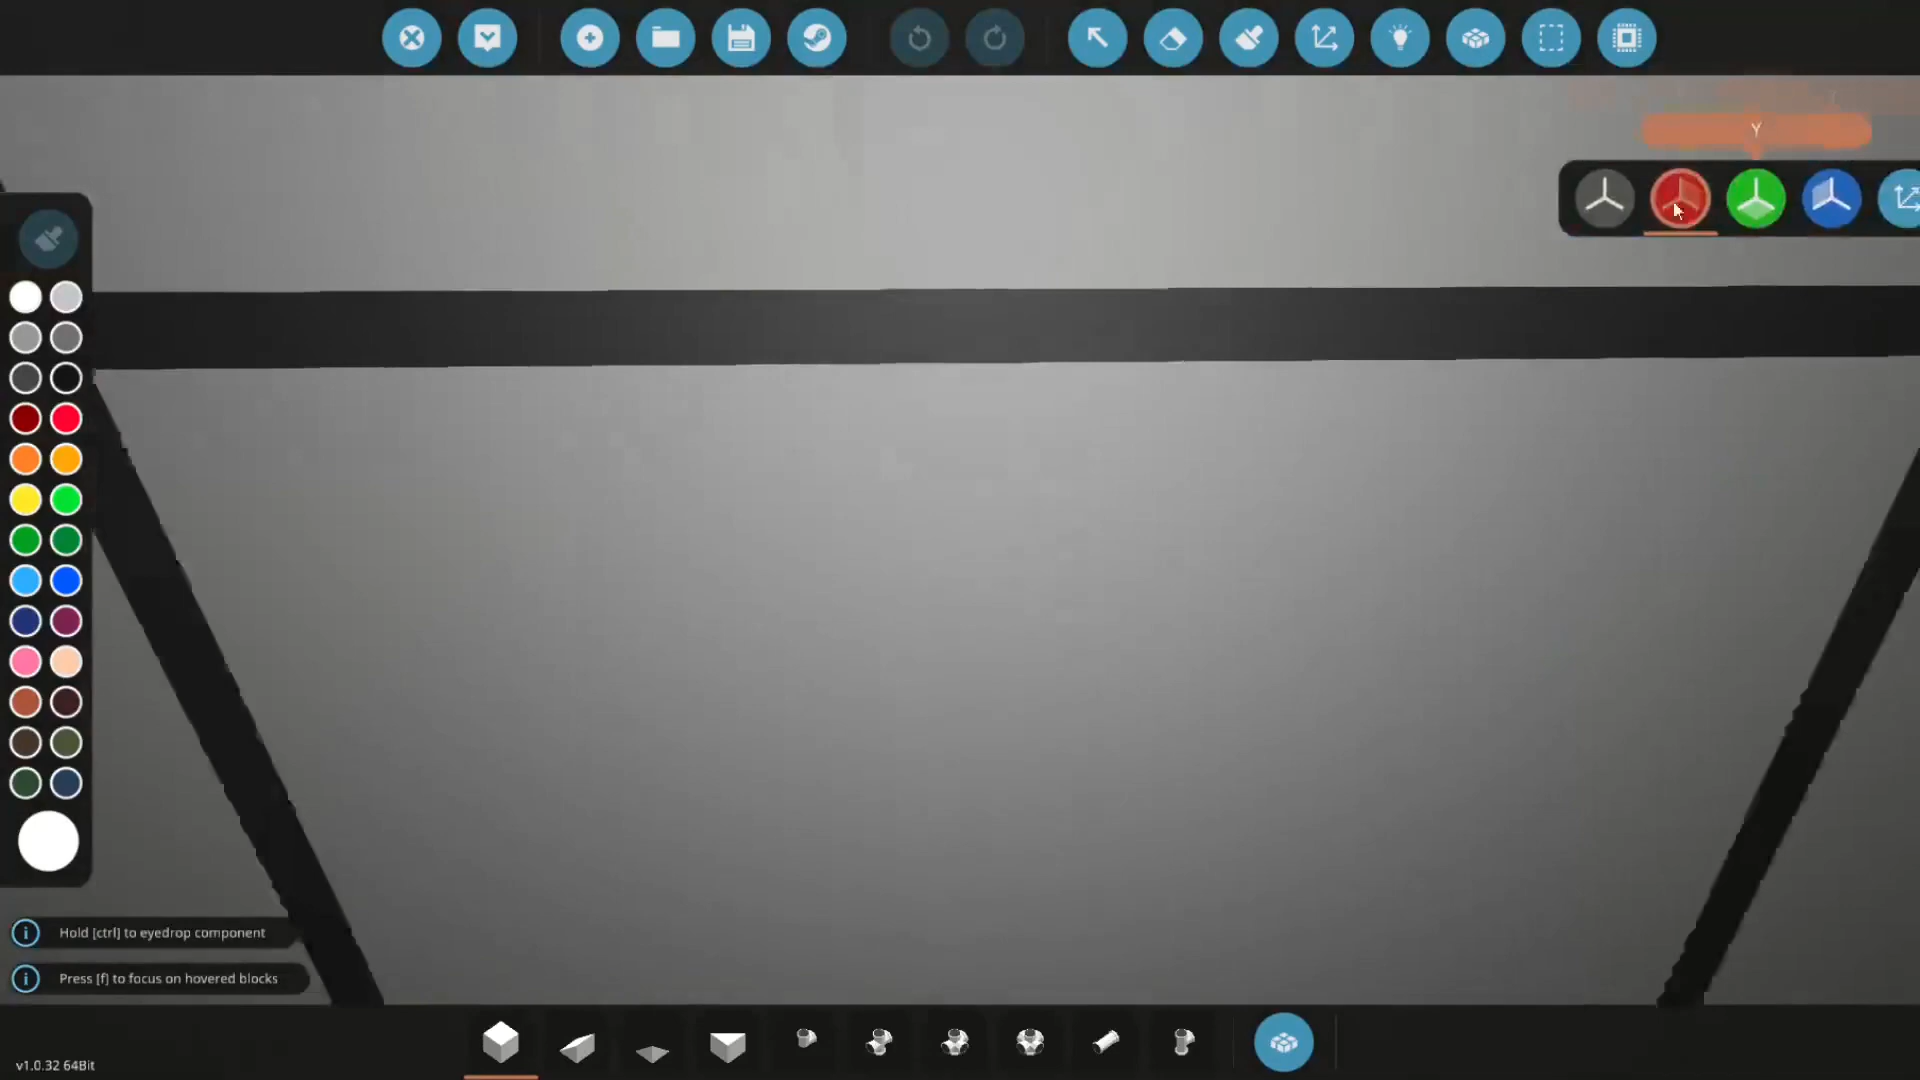 Y
Hold [ctrl] to eyedrop component
Press [f] to focus on hovered blocks
v1.0.32 64Bit